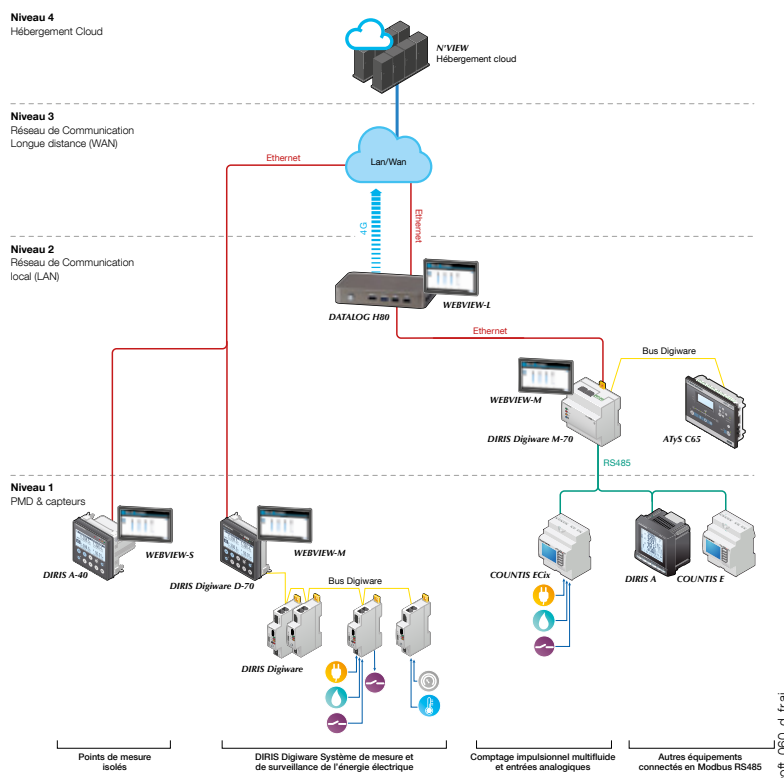 Niveau 4
Hébergement Cloud
N'VIEW
Hébergement cloud
Niveau 3
Réseau de Communication
Longue distance (WAN)
Ethernet
Lan/Wan
4G
Ethernet
Niveau 2
Réseau de Communication
local (LAN)
WEBVIEW-L
DATALOG H80
Ethernet
Bus Digiware
WEBVIEW-M
DIRIS Digiware M-70
ATyS C65
RS485
Niveau 1
PMD & capteurs
WEBVIEW-S
DIRIS A-40
WEBVIEW-M
DIRIS Digiware D-70
COUNTIS ECix
DIRIS A
COUNTIS E
Bus Digiware
DIRIS Digiware
Points de mesure
isolés
DIRIS Digiware Système de mesure et
de surveillance de l'énergie électrique
Comptage impulsionnel multifluide
et entrées analogiques
Autres équipements
connectés en Modbus RS485